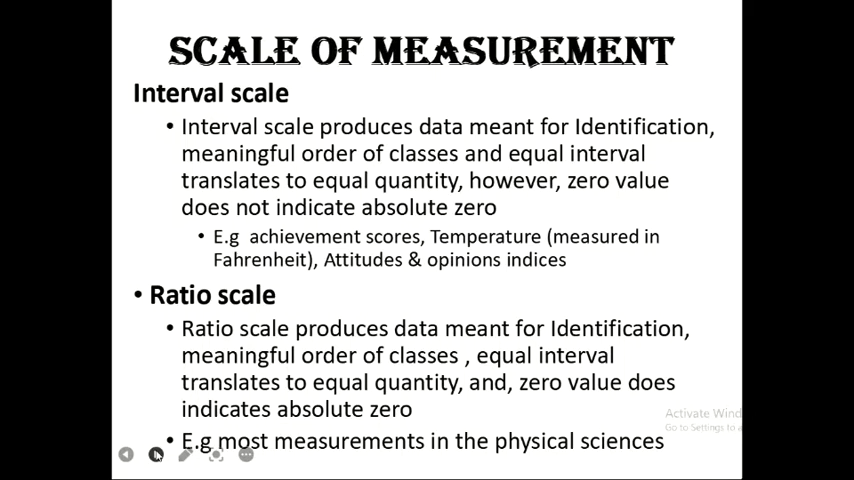 SCALE OF MEASUREMENT
Interval scale
• Interval scale produces data meant for Identification,
meaningful order of classes and equal interval
translates to equal quantity, however, zero value
does not indicate absolute zero
• E.g achievement scores, Temperature (measured in
Fahrenheit), Attitudes & opinions indices
• Ratio scale
• Ratio scale produces data meant for Identification,
meaningful order of classes , equal interval
translates to equal quantity, and, zero value does
indicates absolute zero
Activate Wind
Go to Settings to a
• E.g most measurements in the physical sciences